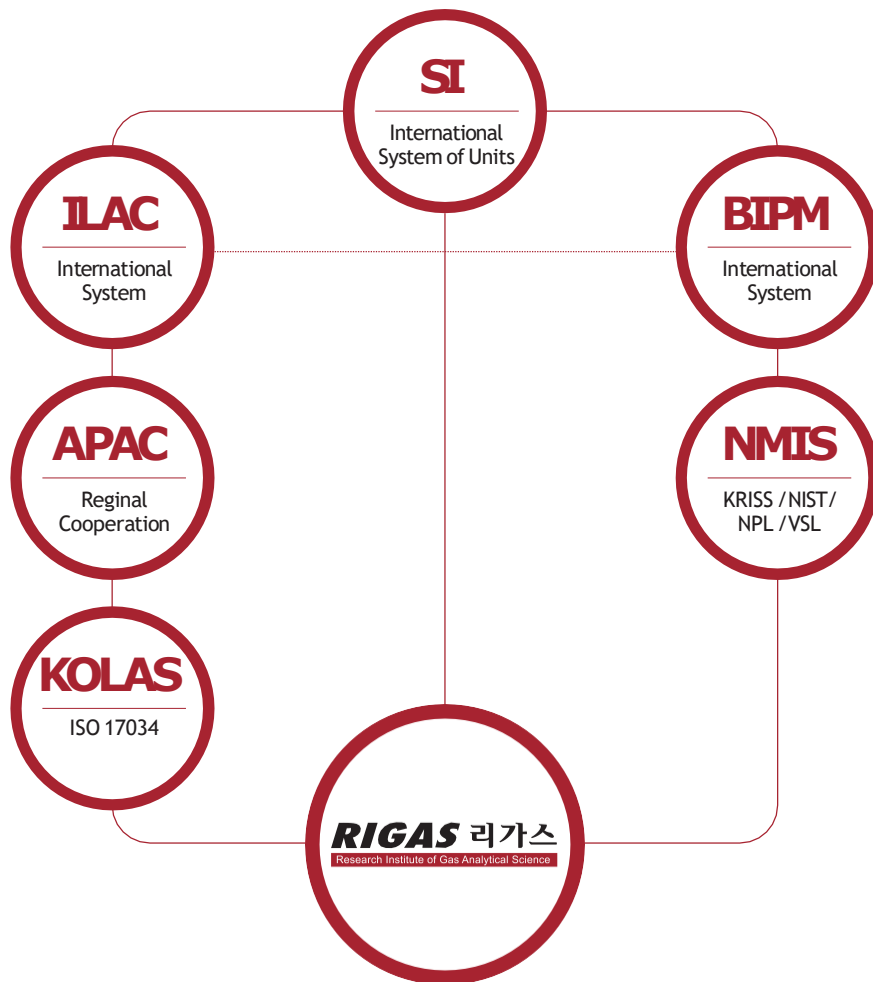 SI
International
System of Units
ILAC
International
System
BIPM
International
System
APAC
Reginal
Cooperation
NMIS
KRISS / NIST /
NPL / VSL
KOLAS
ISO 17034
RIGAS 리가스
Research Institute of Gas Analytical Science